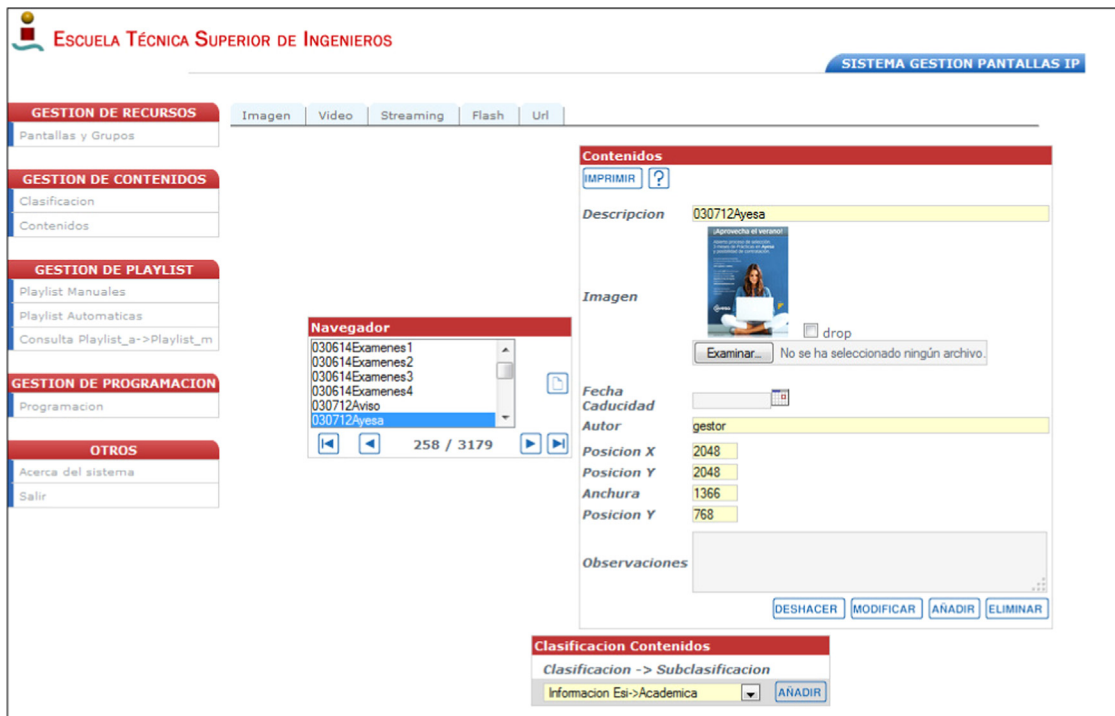 ESCUELA TÉCNICA SUPERIOR DE INGENIEROS
SISTEMA GESTION PANTALLAS IP
GESTION DE RECURSOS
Pantallas y Grupos
GESTION DE CONTENIDOS
Clasificacion
Contenidos
GESTION DE PLAYLIST
Playlist Manuales
Playlist Automaticas
Consulta Playlist_a->Playlist_m
GESTION DE PROGRAMACION
Programacion
OTROS
Acerca del sistema
Salir
Imagen Video Streaming Flash Url
Navegador
030614Examenes1
030614Examenes2
030614Examenes3
030614Examenes4
030712Aviso
030712Ayesa
258 / 3179
Contenidos
IMPRIMIR ?
Descripcion 030712Ayesa
¡Aprovecha el verano!
Imagen
drop
Examinar... No se ha seleccionado ningún archivo.
Fecha
Caducidad
Autor gestor
Posicion X 2048
Posicion Y 2048
Anchura 1366
Posicion Y 768
Observaciones
DESHACER MODIFICAR AÑADIR ELIMINAR
Clasificacion Contenidos
Clasificacion -> Subclasificacion
Informacion Esi->Academica AÑADIR